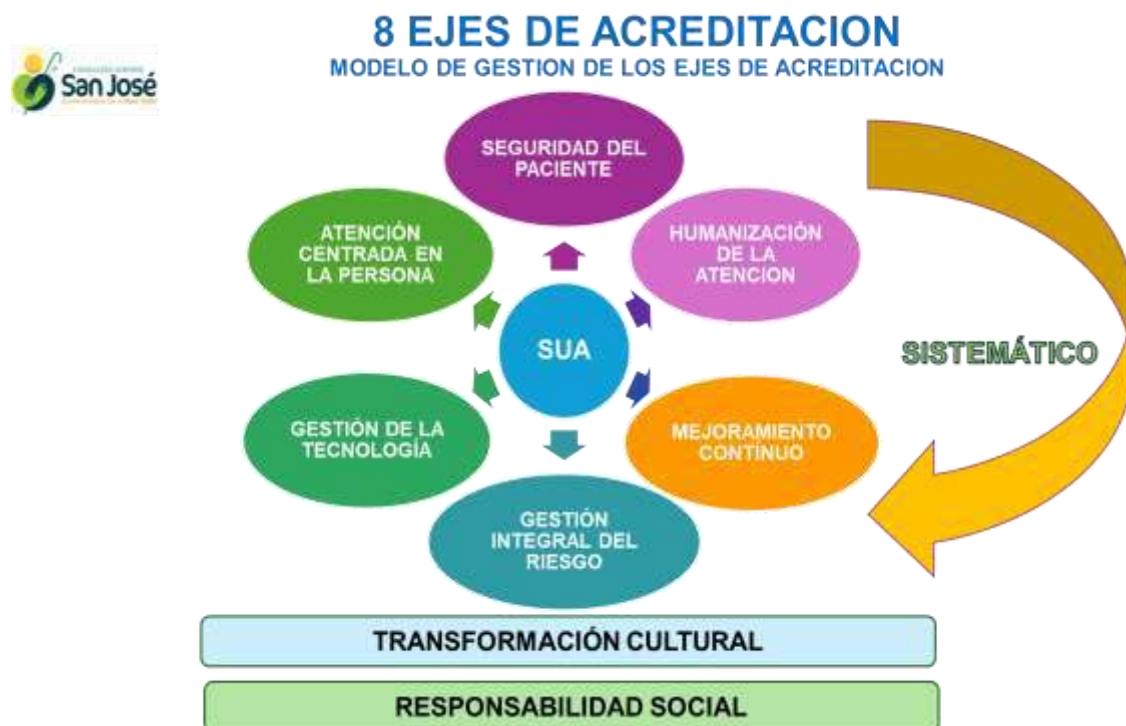 8 EJES DE ACREDITACION
MODELO DE GESTION DE LOS EJES DE ACREDITACION
San José
SEGURIDAD DEL
PACIENTE
ATENCIÓN
CENTRADA EN
LA PERSONA
HUMANIZACIÓN
DE LA
ATENCION
SUA
SISTEMÁTICO
GESTIÓN DE LA
TECNOLOGÍA
MEJORAMIENTO
CONTÍNUO
GESTIÓN
INTEGRAL DEL
RIESGO
TRANSFORMACIÓN CULTURAL
RESPONSABILIDAD SOCIAL